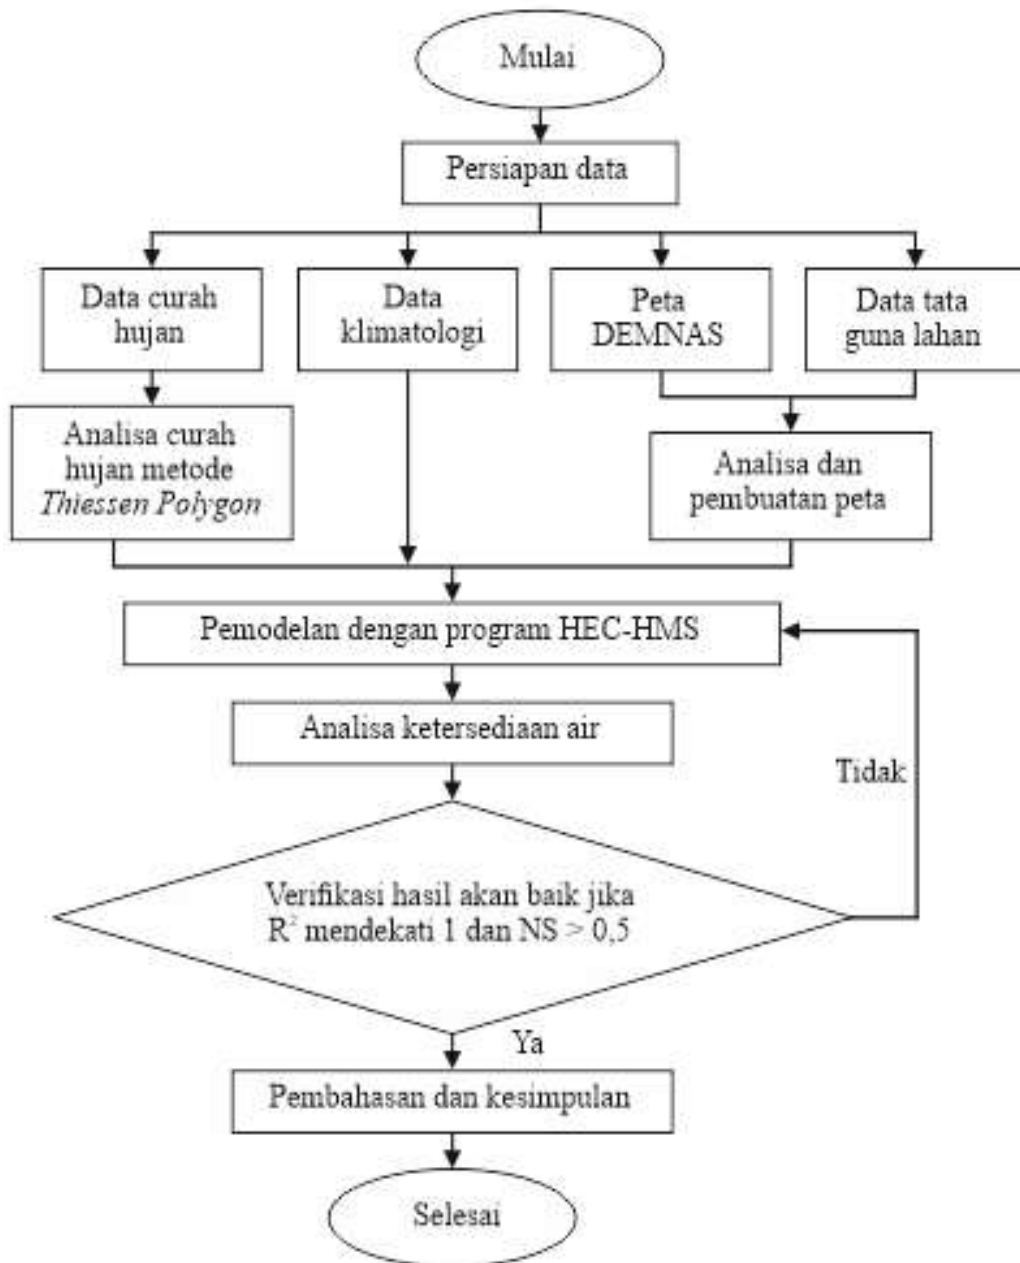 Mulai
Persiapan data
Data curah
hujan
Data
klimatologi
Peta
DEMNAS
Data tata
guna lahan
Analisa curah
hujan metode
Thiessen Polygon
Analisa dan
pembuatan peta
Pemodelan dengan program HEC-HMS
Analisa ketersediaan air
Tidak
Verifikasi hasil akan baik jika
R² mendekati 1 dan NS > 0,5
Ya
Pembahasan dan kesimpulan
Selesai